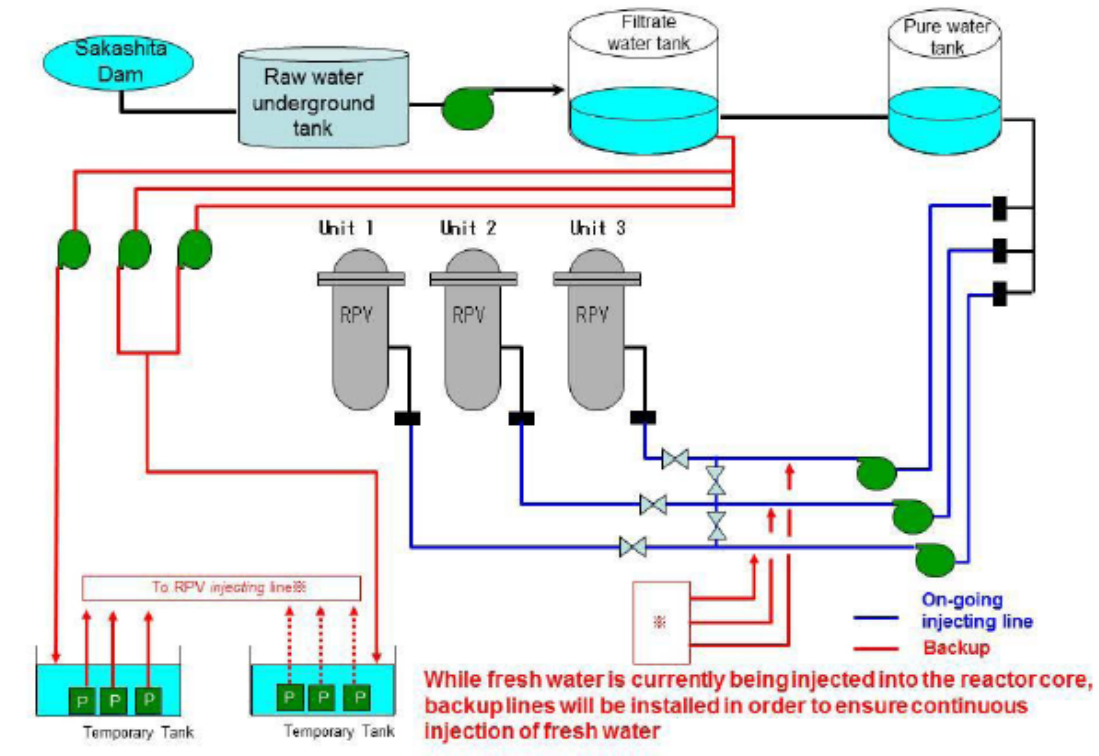 Sakashita
Dam
Raw water
underground
tank
Filtrate
water tank
Pure water
tank
Unit 1
Unit 2
Unit 3
RPV
RPV
RPV
To RPV injecting line※
※
On-going
injecting line
Backup
P
P
P
P
P
P
Temporary Tank
Temporary Tank
While fresh water is currently being injected into the reactor core,
backup lines will be installed in order to ensure continuous
injection of fresh water